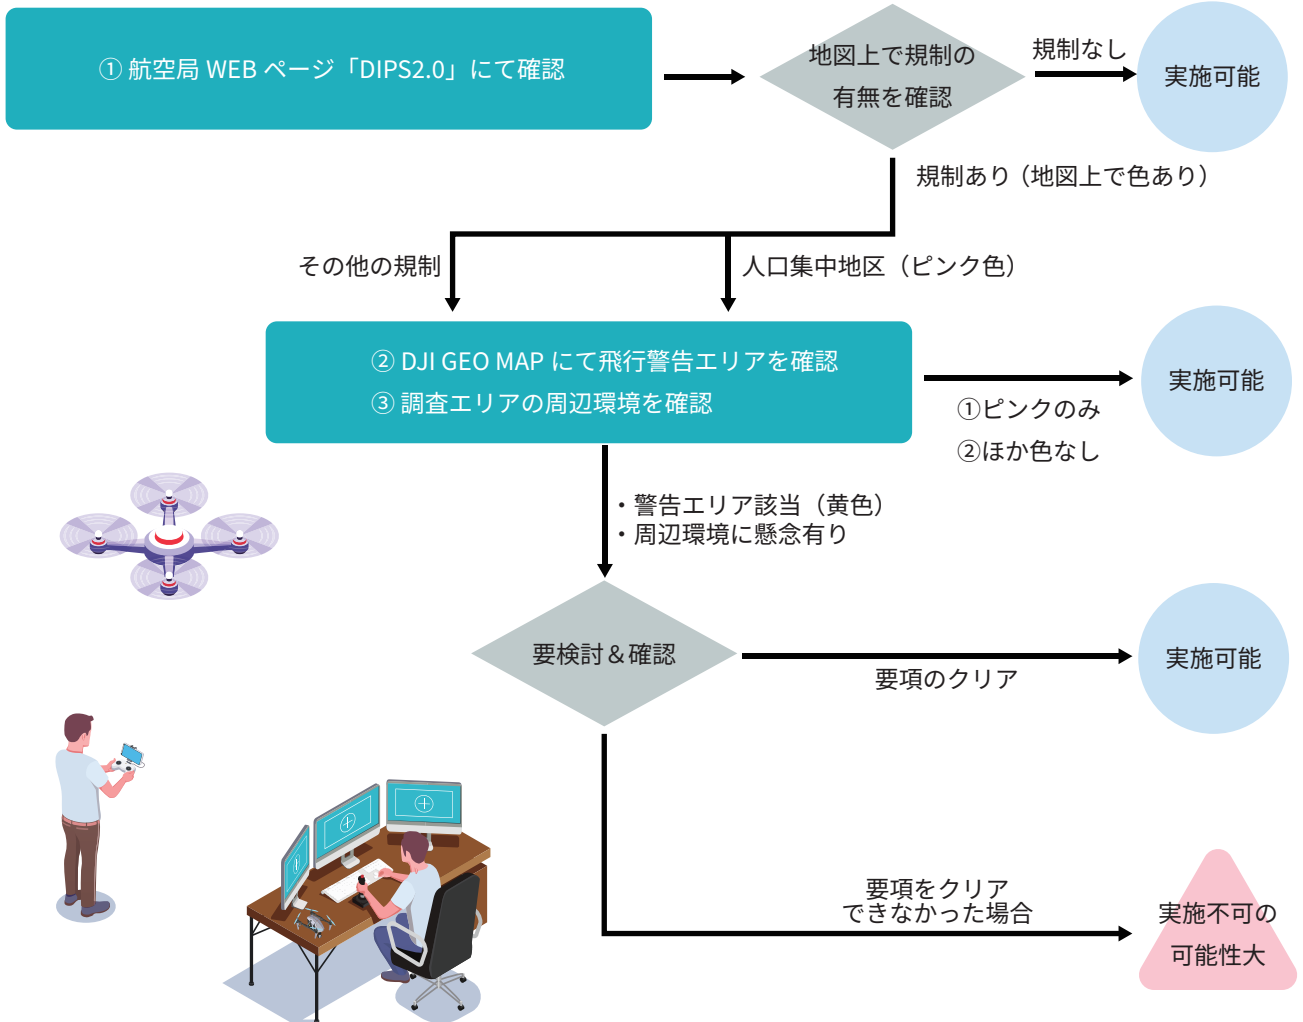 ① 航空局 WEB ページ「DIPS2.0」にて確認
地図上で規制の
有無を確認
規制なし
実施可能
規制あり（地図上で色あり）
その他の規制
人口集中地区（ピンク色）
② DJI GEO MAP にて飛行警告エリアを確認
③ 調査エリアの周辺環境を確認
①ピンクのみ
②ほか色なし
実施可能
・警告エリア該当（黄色）
・周辺環境に懸念有り
要検討＆確認
要項のクリア
実施可能
要項をクリア
できなかった場合
実施不可の
可能性大